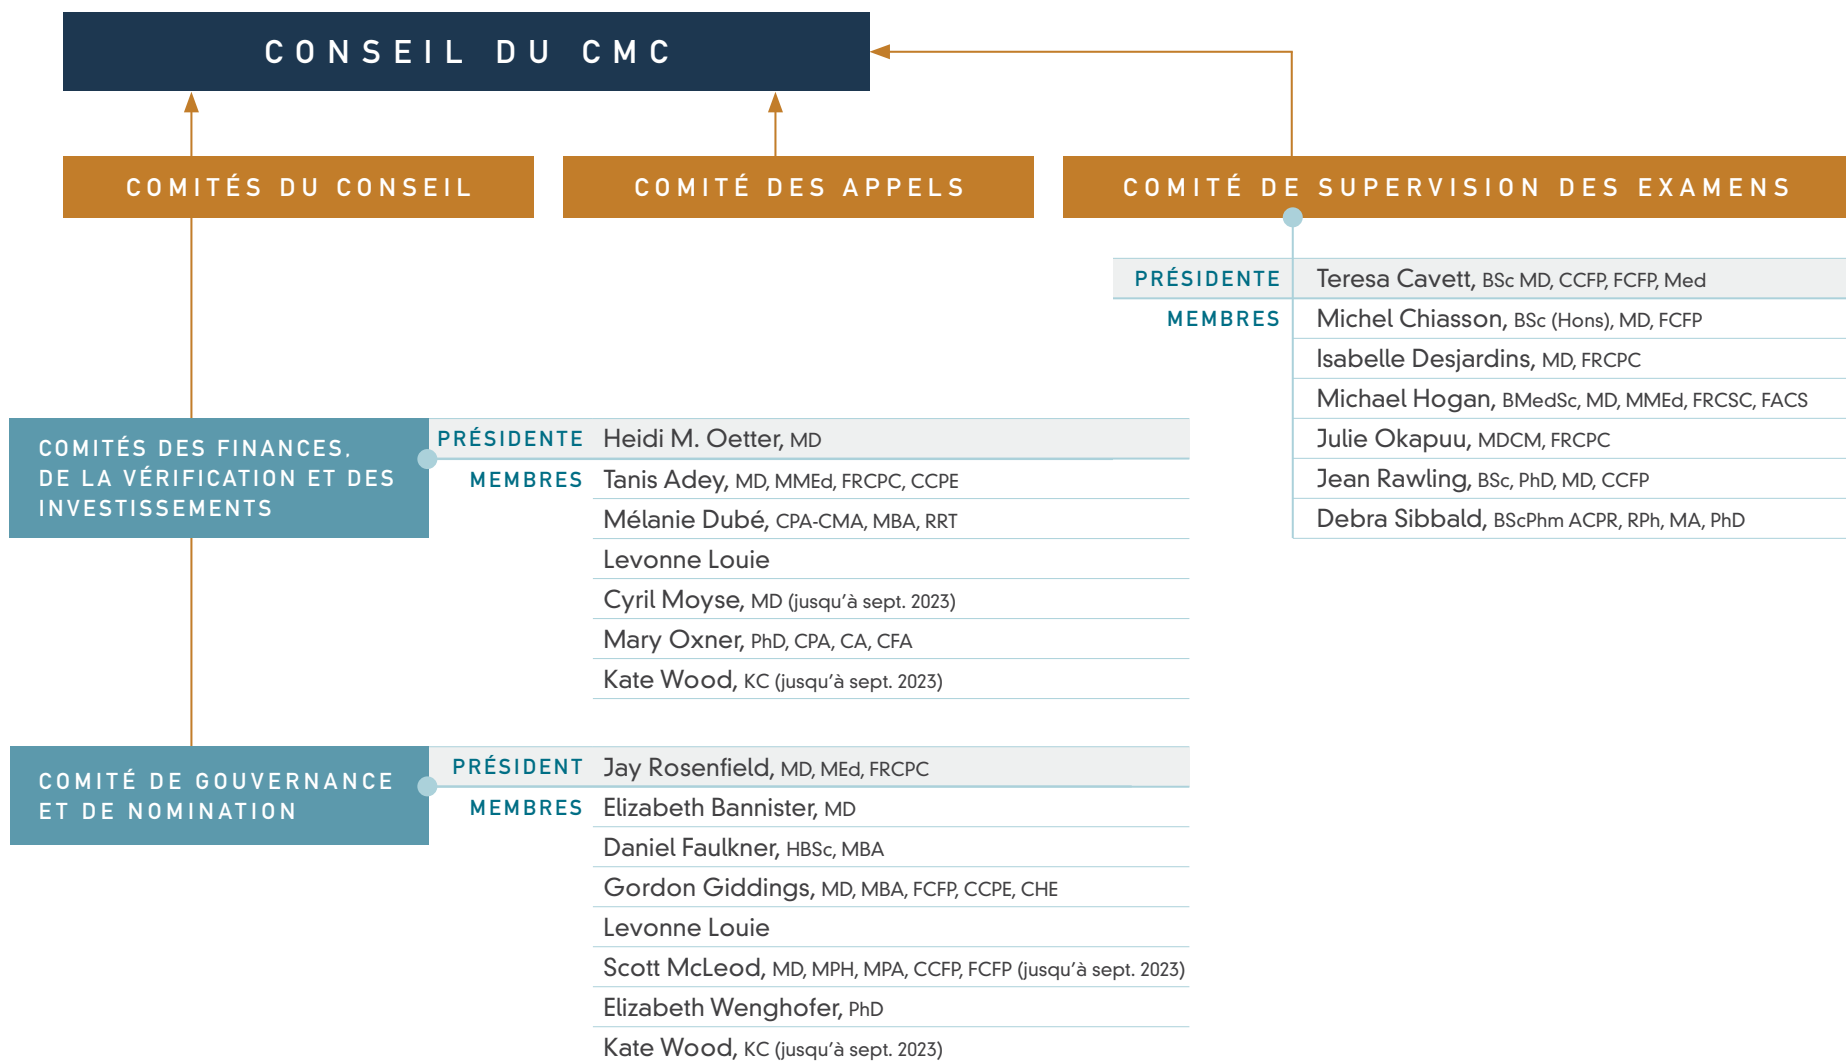 CONSEIL DU CMC
COMITÉS DU CONSEIL
COMITÉ DES APPELS
COMITÉ DE SUPERVISION DES EXAMENS
PRÉSIDENTE Teresa Cavett, BSc MD, CCFP, FCFP, Med
MEMBRES Michel Chiasson, BSc (Hons), MD, FCFP
Isabelle Desjardins, MD, FRCPC
Michael Hogan, BMedSc, MD, MMEd, FRCSC, FACS
Julie Okapuu, MDCM, FRCPC
Jean Rawling, BSc, PhD, MD, CCFP
Debra Sibbald, BScPhm ACPR, RPh, MA, PhD
COMITÉS DES FINANCES,
DE LA VÉRIFICATION ET DES
INVESTISSEMENTS
PRÉSIDENTE Heidi M. Oetter, MD
MEMBRES Tanis Adey, MD, MMEd, FRCPC, CCPE
Mélanie Dubé, CPA-CMA, MBA, RRT
Levonne Louie
Cyril Moyse, MD (jusqu'à sept. 2023)
Mary Oxner, PhD, CPA, CA, CFA
Kate Wood, KC (jusqu'à sept. 2023)
COMITÉ DE GOUVERNANCE
ET DE NOMINATION
PRÉSIDENT Jay Rosenfield, MD, MEd, FRCPC
MEMBRES Elizabeth Bannister, MD
Daniel Faulkner, HBSc, MBA
Gordon Giddings, MD, MBA, FCFP, CCPE, CHE
Levonne Louie
Scott McLeod, MD, MPH, MPA, CCFP, FCFP (jusqu'à sept. 2023)
Elizabeth Wenghofer, PhD
Kate Wood, KC (jusqu'à sept. 2023)